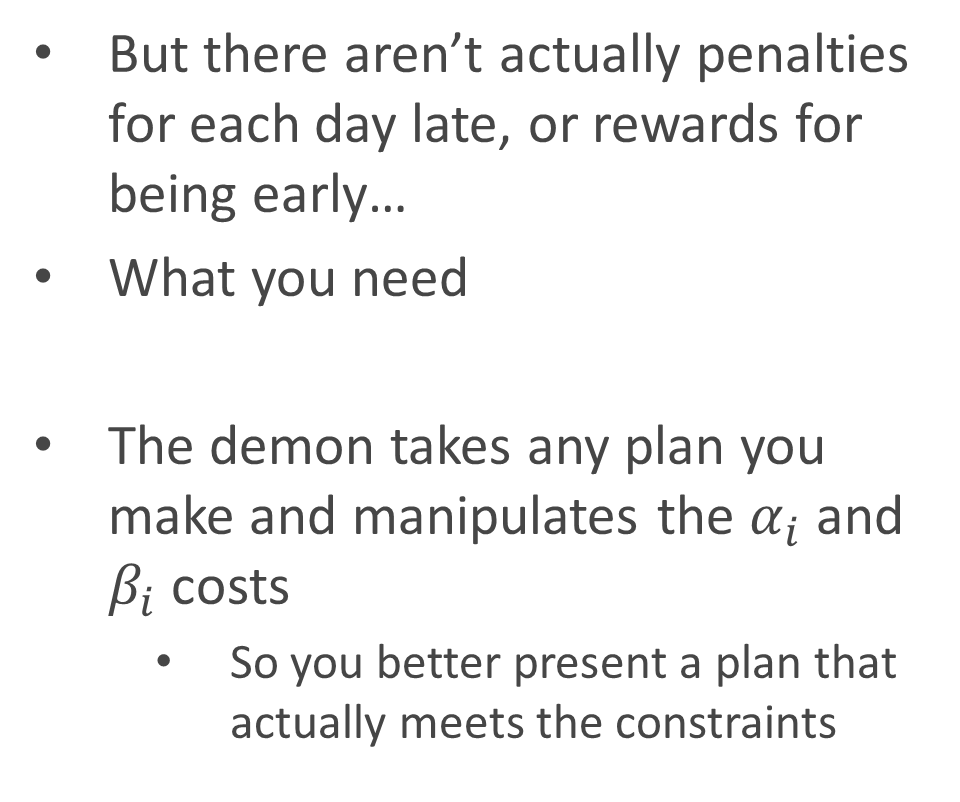 • But there aren’t actually penalties
for each day late, or rewards for
being early…
• What you need
• The demon takes any plan you
make and manipulates the 𝛼ᵢ and
𝛽ᵢ costs
• So you better present a plan that
actually meets the constraints